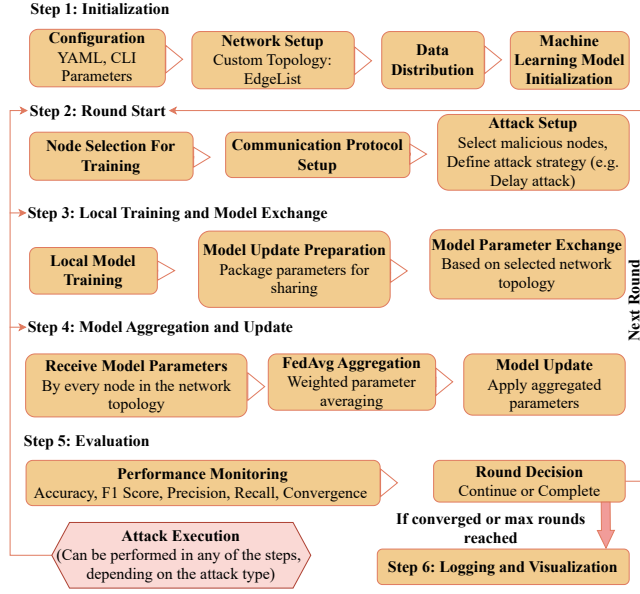 Step 1: Initialization
Configuration
YAML, CLI
Parameters
Network Setup
Custom Topology:
EdgeList
Data
Distribution
Machine
Learning Model
Initialization
Step 2: Round Start
Node Selection For
Training
Communication Protocol
Setup
Attack Setup
Select malicious nodes,
Define attack strategy (e.g.
Delay attack)
Step 3: Local Training and Model Exchange
Local Model
Training
Model Update Preparation
Package parameters for
sharing
Model Parameter Exchange
Based on selected network
topology
Next Round
Step 4: Model Aggregation and Update
Receive Model Parameters
By every node in the network
topology
FedAvg Aggregation
Weighted parameter
averaging
Model Update
Apply aggregated
parameters
Step 5: Evaluation
Performance Monitoring
Accuracy, F1 Score, Precision, Recall, Convergence
Round Decision
Continue or Complete
Attack Execution
(Can be performed in any of the steps,
depending on the attack type)
If converged or max rounds
reached
Step 6: Logging and Visualization